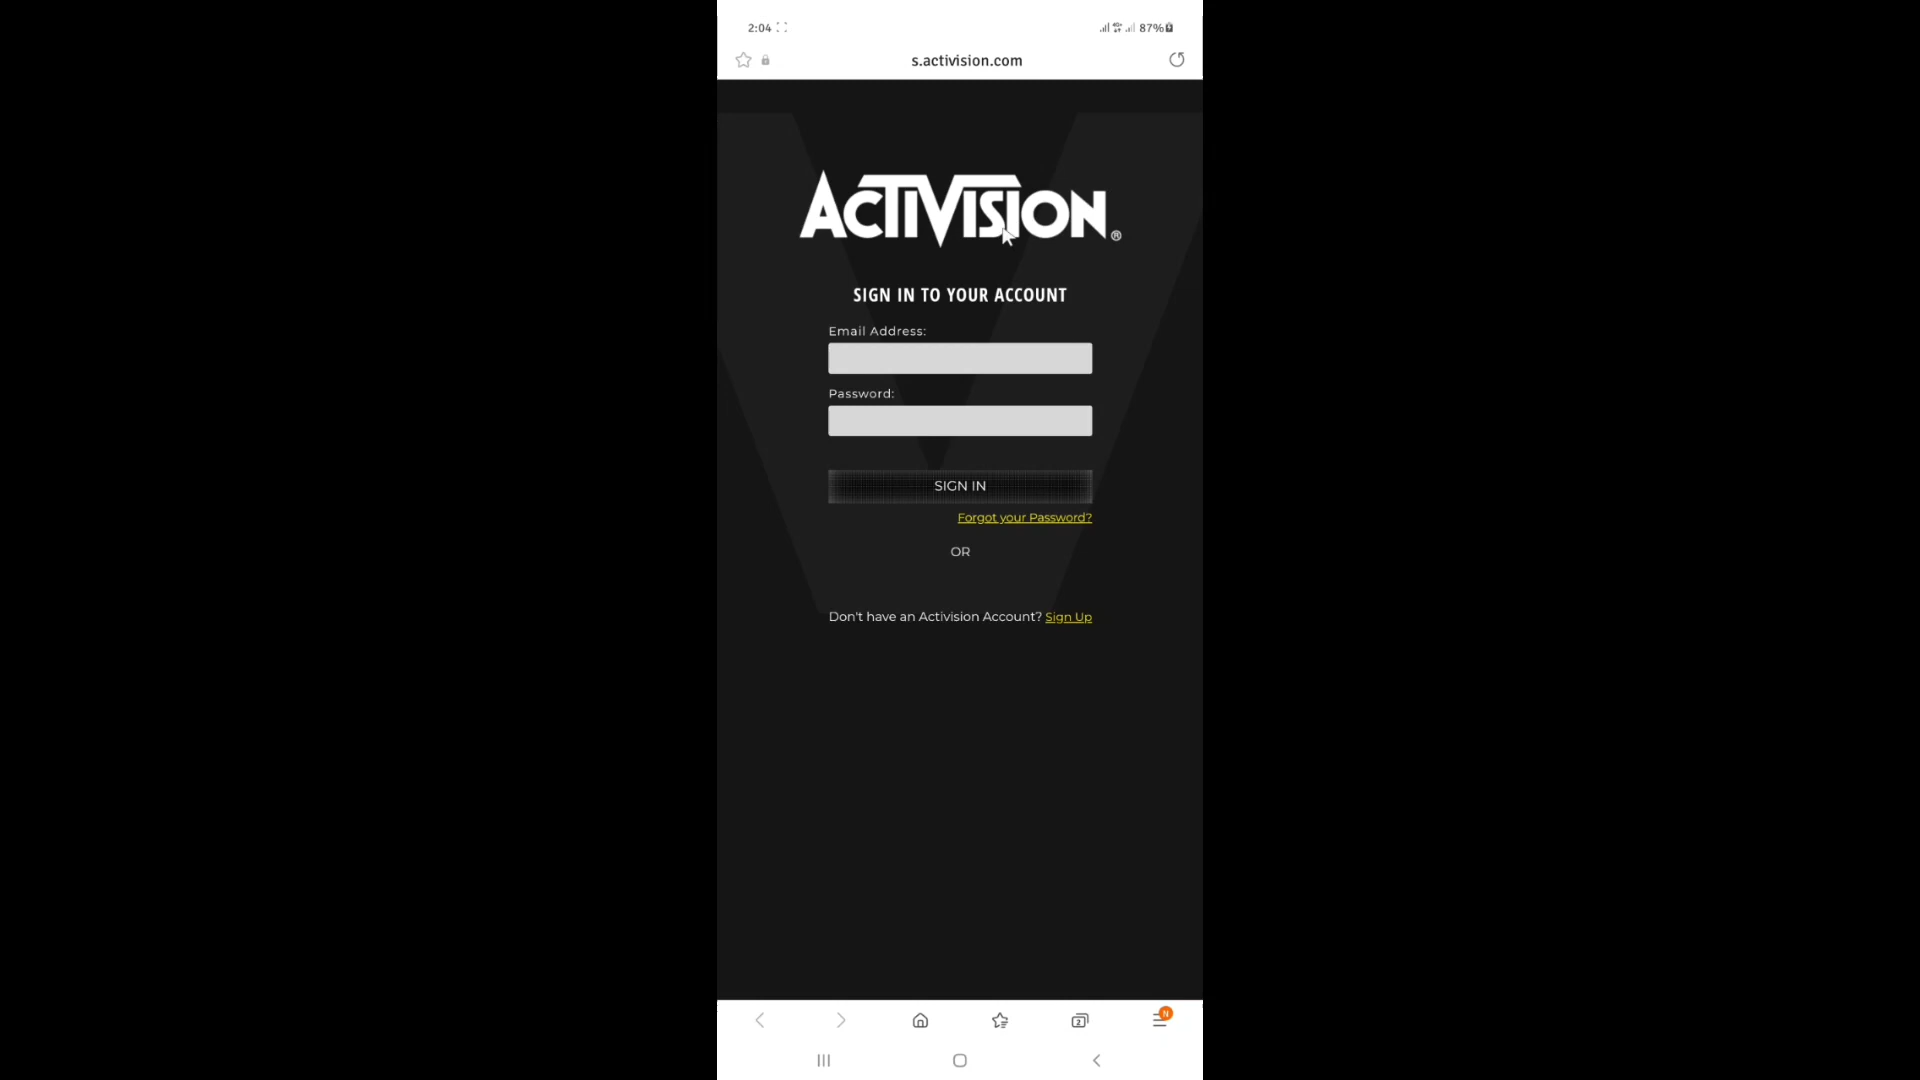 2:04 87%
s.activision.com
ACTIVISION®
SIGN IN TO YOUR ACCOUNT
Email Address:
Password:
SIGN IN
Forgot your Password?
OR
Don't have an Activision Account? Sign Up
2 N